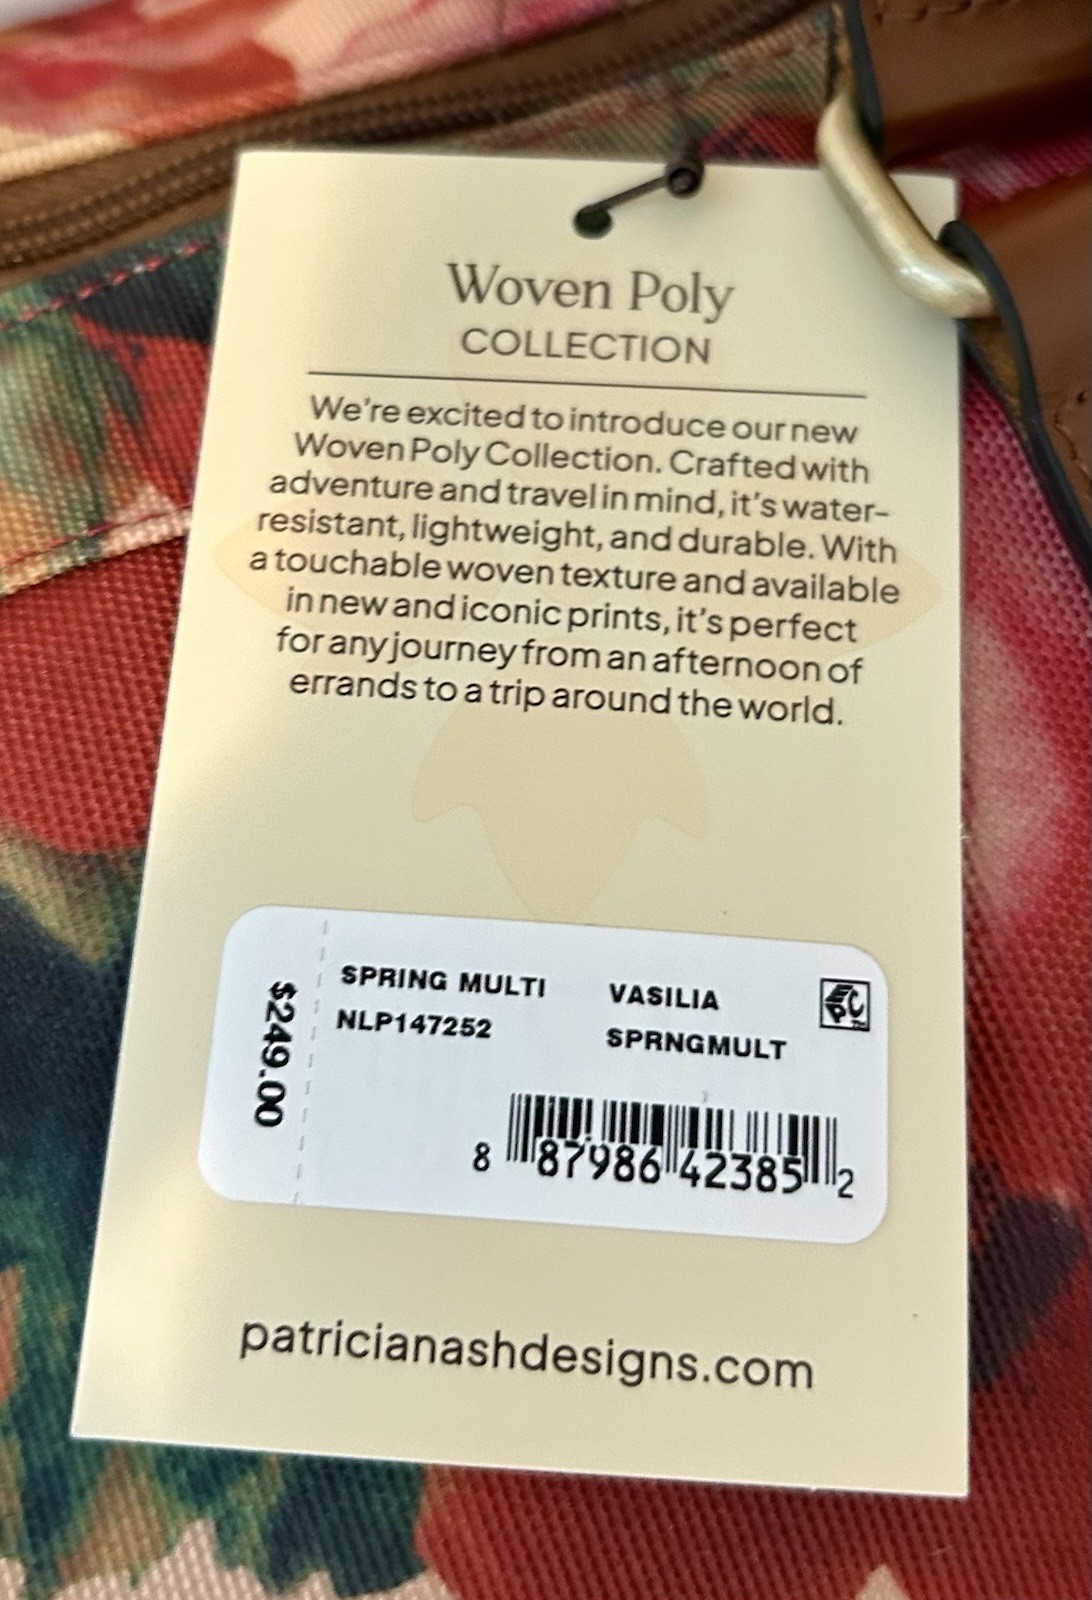 Woven Poly
COLLECTION
We're excited to introduce our new
Woven Poly Collection. Crafted with
adventure and travel in mind, it's water-
resistant, lightweight, and durable. With
a touchable woven texture and available
in new and iconic prints, it's perfect
for any journey from an afternoon of
errands to a trip around the world.
$249.00
SPRING MULTI VASILIA
NLP147252 SPRNGMULT
EPC TM
8 87986 42385 2
patricianashdesigns.com